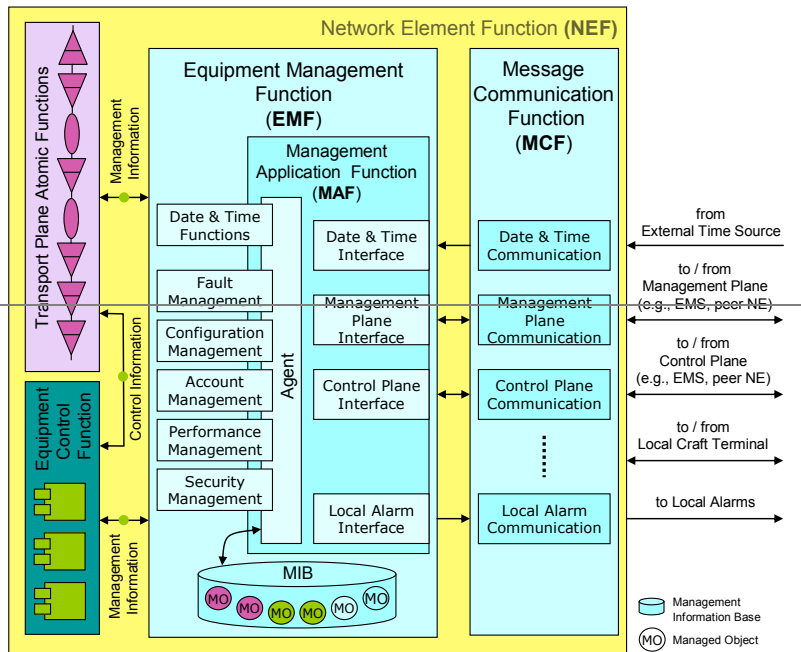 Network Element Function (NEF)
Transport Plane Atomic Functions
Management
Information
Control Information
Equipment
Control
Function
Management
Information
Equipment Management
Function
(EMF)
Management
Application Function
(MAF)
Date & Time
Functions
Fault
Management
Configuration
Management
Account
Management
Performance
Management
Security
Management
Agent
Date & Time
Interface
Management
Plane
Interface
Control Plane
Interface
Local Alarm
Interface
MIB
MO
MO
MO
MO
MO
MO
Message
Communication
Function
(MCF)
Date & Time
Communication
Management
Plane
Communication
Control Plane
Communication
Local Alarm
Communication
from
External Time Source
to / from
Management Plane
(e.g., EMS, peer NE)
to / from
Control Plane
(e.g., EMS, peer NE)
to / from
Local Craft Terminal
to Local Alarms
Management
Information Base
MO
Managed Object